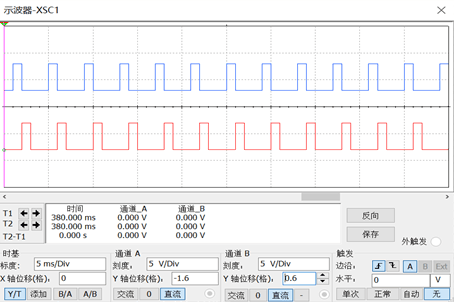 示波器-XSC1
时间 通道_A 通道_B
T1 380.000 ms 0.000 V 0.000 V
T2 380.000 ms 0.000 V 0.000 V
T2-T1 0.000 s 0.000 V 0.000 V
反向
保存
外触发
时基 通道 A 通道 B 触发
标度： 5 ms/Div 刻度： 5 V/Div 刻度： 5 V/Div 边沿： A B Ext
X 轴位移(格)： 0 Y 轴位移(格)： -1.6 Y 轴位移(格)： 0.6 水平： 0 V
Y/T 添加 B/A A/B 交流 0 直流 交流 0 直流 - 单次 正常 自动 无